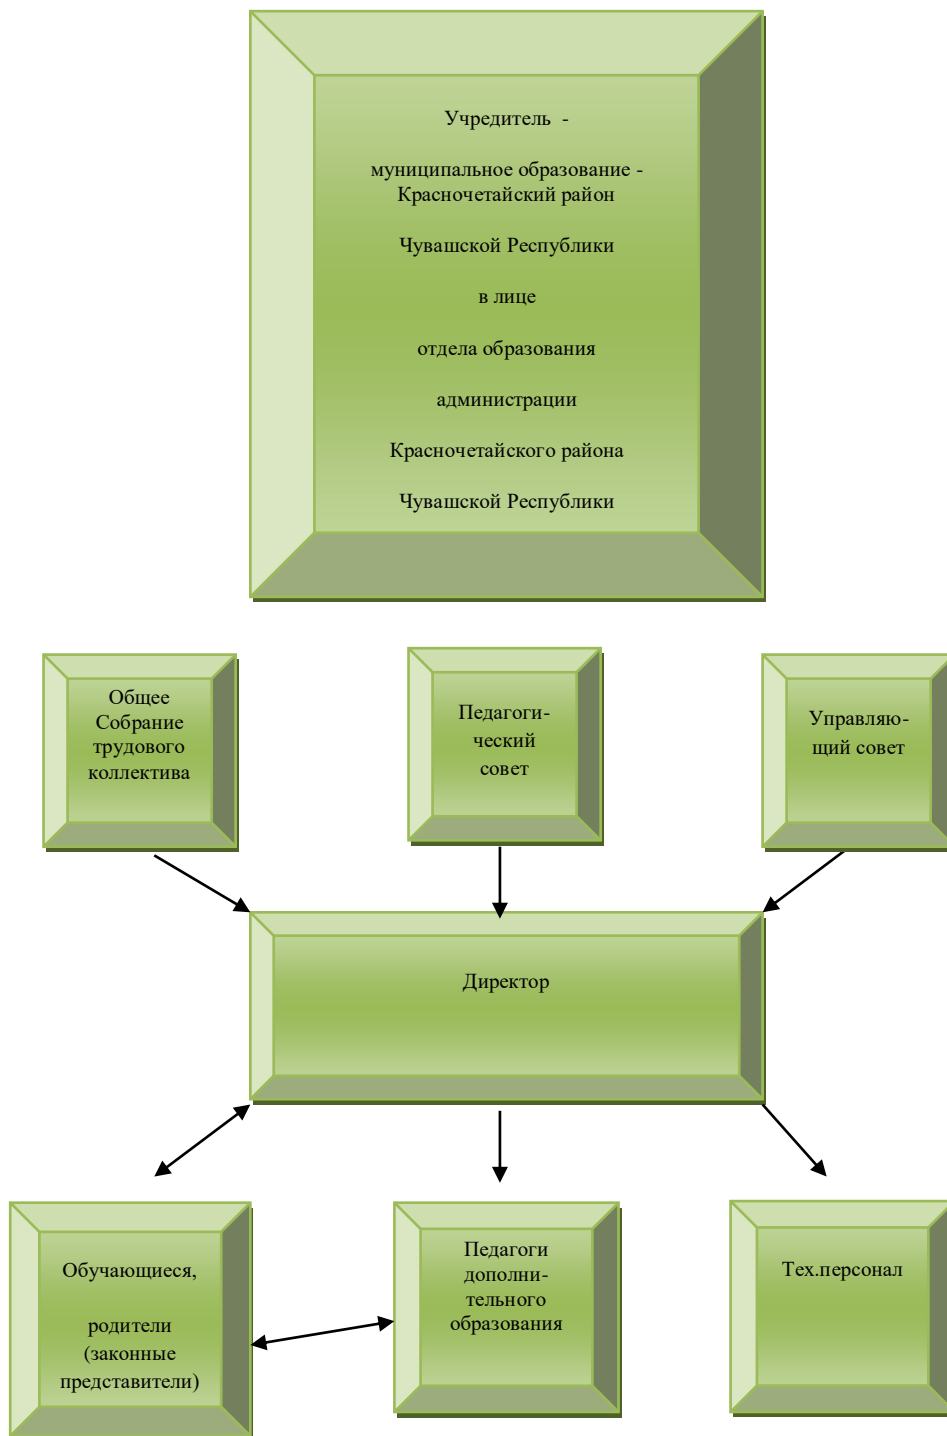 Учредитель -
муниципальное образование -
Красночетайский район
Чувашской Республики
в лице
отдела образования
администрации
Красночетайского района
Чувашской Республики
Общее
Собрание
трудового
коллектива
Педагоги-
ческий
совет
Управляю-
щий совет
Директор
Обучающиеся,
родители
(законные
представители)
Педагоги
дополни-
тельного
образования
Тех.персонал